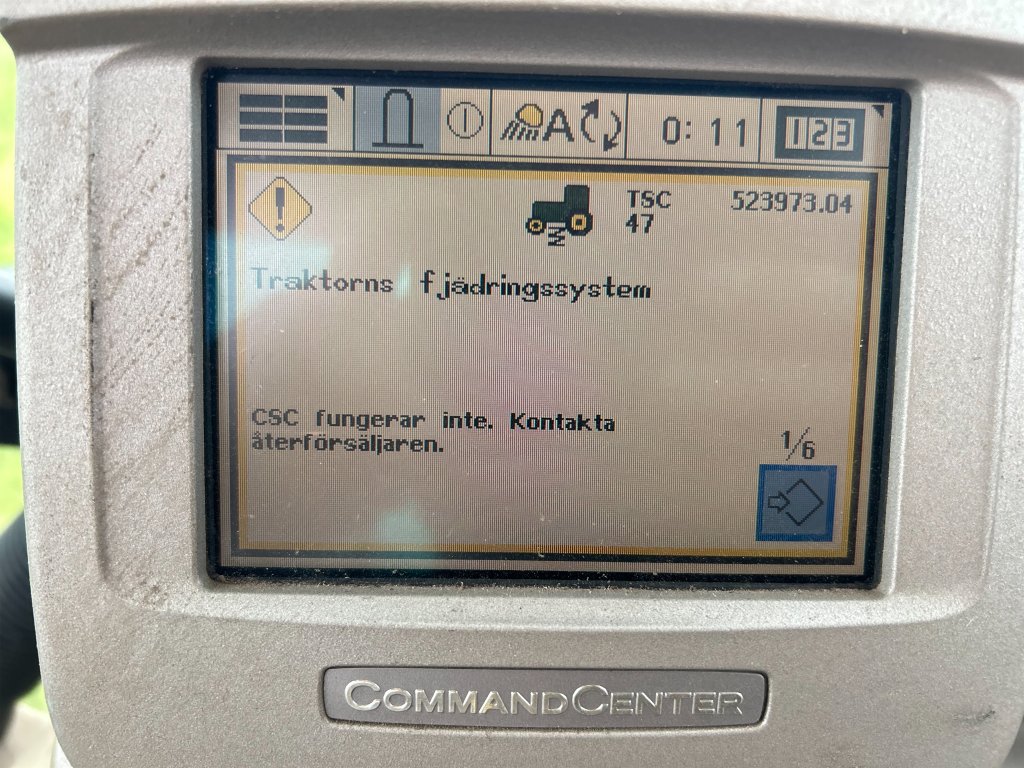 A 0:11 123
TSC 523973.04
47
Traktorns fjädringssystem
CSC fungerar inte. Kontakta
återförsäljaren.
1/6
COMMANDCENTER